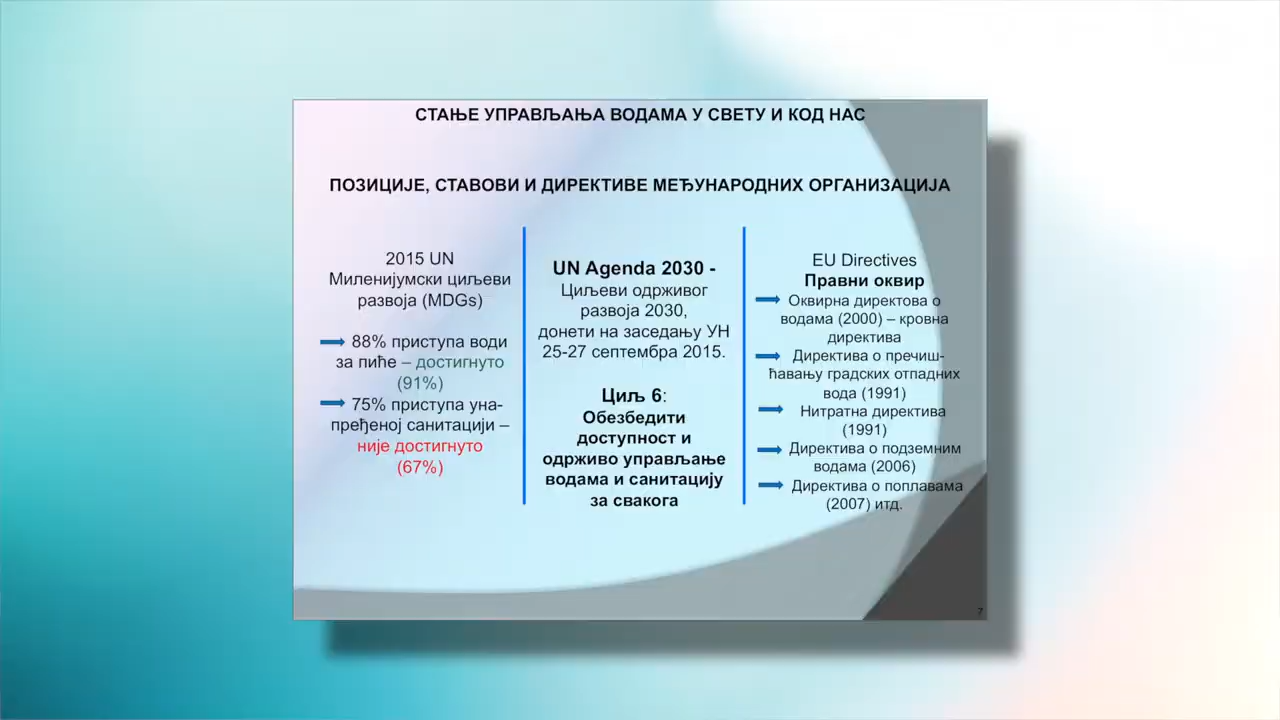 СТАЊЕ УПРАВЉАЊА ВОДАМА У СВЕТУ И КОД НАС
ПОЗИЦИЈЕ, СТАВОВИ И ДИРЕКТИВЕ МЕЂУНАРОДНИХ ОРГАНИЗАЦИЈА
2015 UN
Миленијумски циљеви
развоја (MDGs)
88% приступа води
за пиће – достигнуто
(91%)
75% приступа уна-
пређеној санитацији –
није достигнуто
(67%)
UN Agenda 2030 -
Циљеви одрживог
развоја 2030,
донети на заседању УН
25-27 септембра 2015.
Циљ 6:
Обезбедити
доступност и
одрживо управљање
водама и санитацију
за свакога
EU Directives
Правни оквир
Оквирна директова о
водама (2000) – кровна
директива
Директива о пречиш-
ћавању градских отпадних
вода (1991)
Нитратна директива
(1991)
Директива о подземним
водама (2006)
Директива о поплавама
(2007) итд.
7